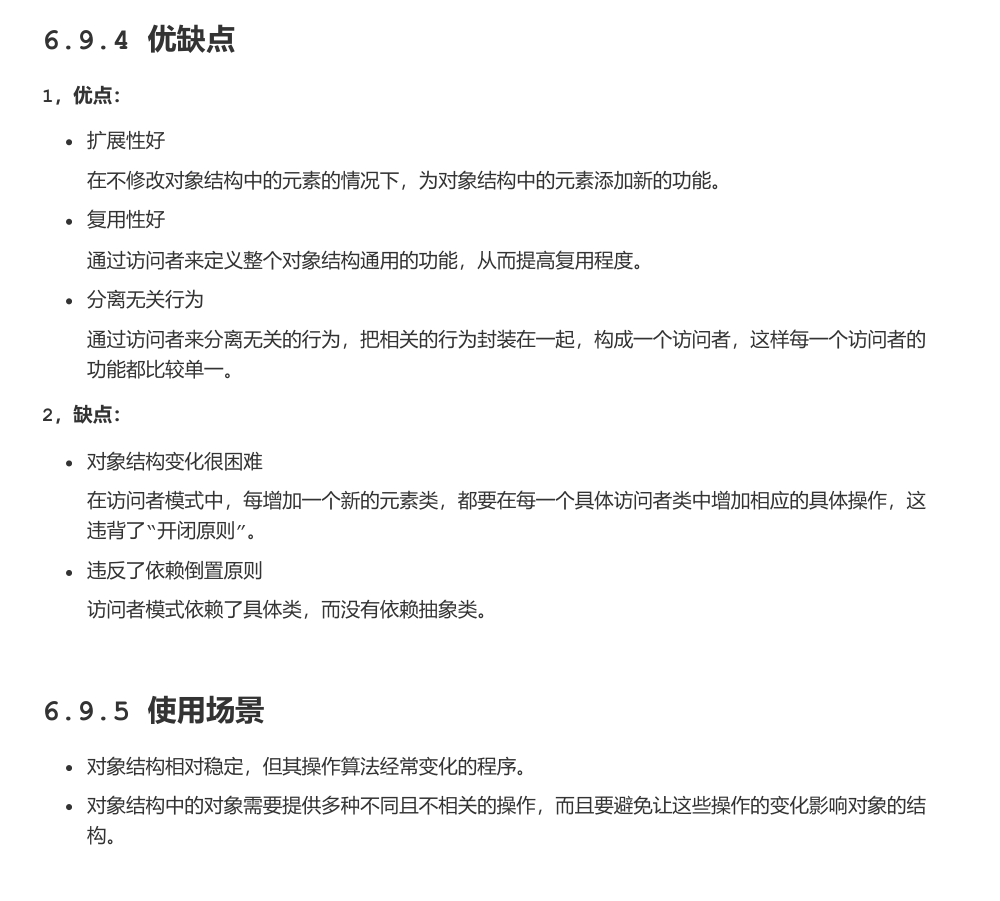 6.9.4 优缺点
1，优点：
• 扩展性好
在不修改对象结构中的元素的情况下，为对象结构中的元素添加新的功能。
• 复用性好
通过访问者来定义整个对象结构通用的功能，从而提高复用程度。
• 分离无关行为
通过访问者来分离无关的行为，把相关的行为封装在一起，构成一个访问者，这样每一个访问者的
功能都比较单一。
2，缺点：
• 对象结构变化很困难
在访问者模式中，每增加一个新的元素类，都要在每一个具体访问者类中增加相应的具体操作，这
违背了“开闭原则”。
• 违反了依赖倒置原则
访问者模式依赖了具体类，而没有依赖抽象类。
6.9.5 使用场景
• 对象结构相对稳定，但其操作算法经常变化的程序。
• 对象结构中的对象需要提供多种不同且不相关的操作，而且要避免让这些操作的变化影响对象的结
构。